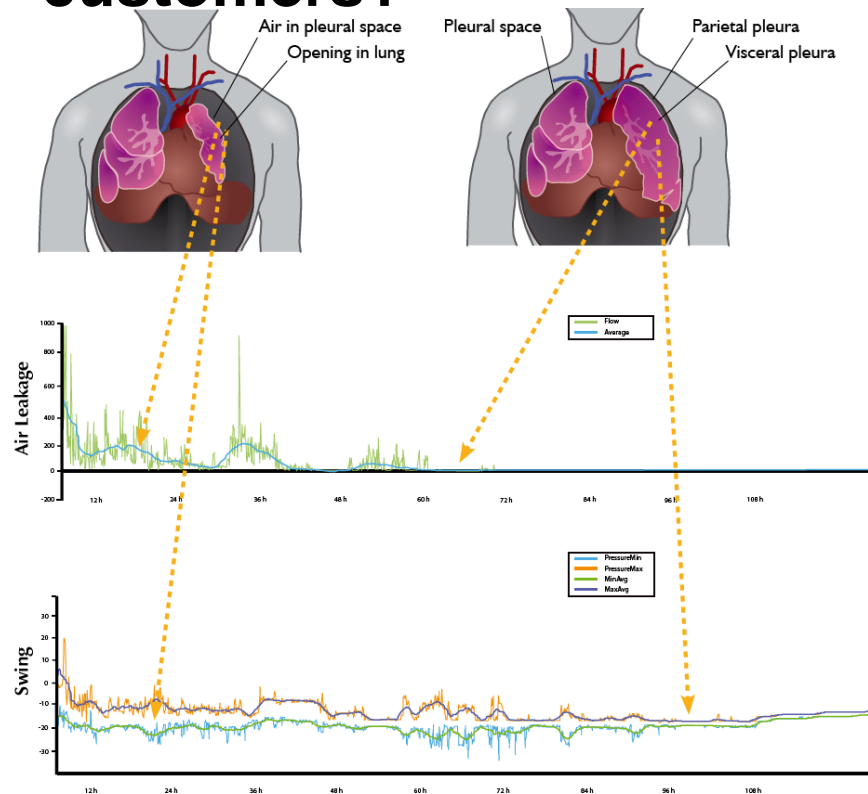 Air in pleural space
Opening in lung
Pleural space
Parietal pleura
Visceral pleura
Air Leakage
1000
800
600
400
200
0
-200
12 h
24 h
36 h
48 h
60 h
72 h
84 h
96 h
108 h
Flow
Average
Swing
30
20
10
0
-10
-20
-30
12 h
24 h
36 h
48 h
60 h
72 h
84 h
96 h
108 h
PressureMin
PressureMax
MinAvg
MaxAvg